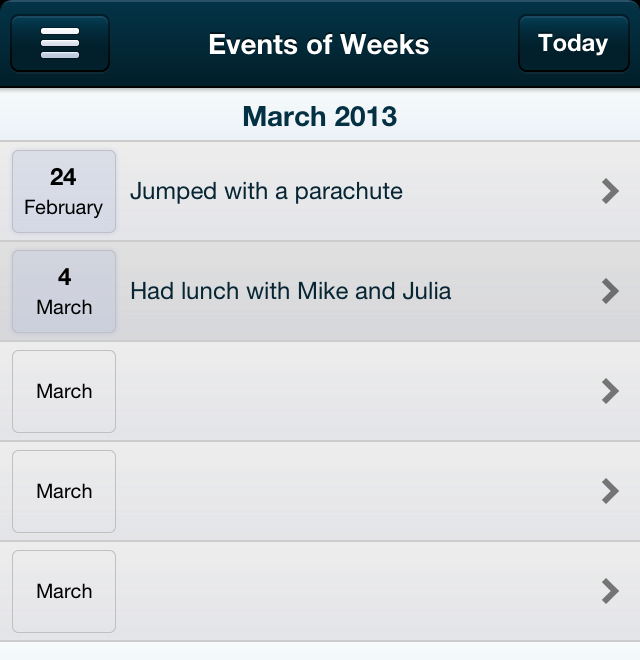 Events of Weeks
Today
March 2013
24
February
Jumped with a parachute
4
March
Had lunch with Mike and Julia
March
March
March